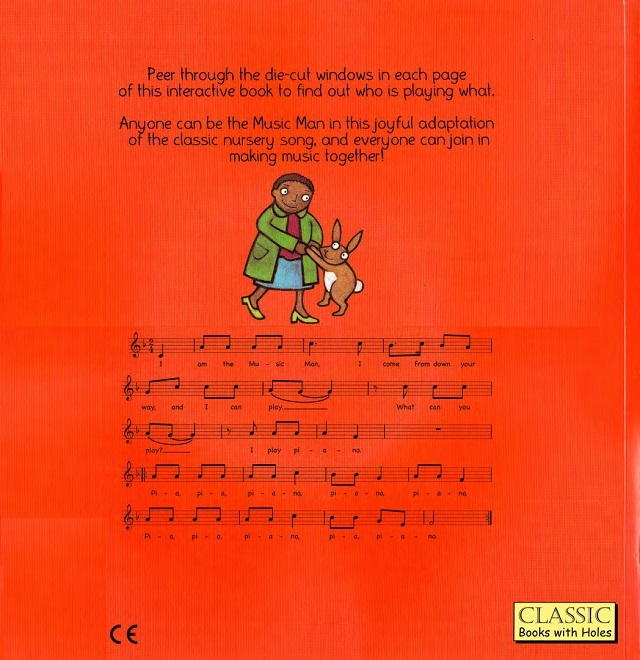 Peer through the die-cut windows in each page
of this interactive book to find out who is playing what.
Anyone can be the Music Man in this joyful adaptation
of the classic nursery song, and everyone can join in
making music together!
2
4
I am the Mu - sic Man, I come from down your
way, and I can play.______ What can you
play?______ I play pi - a - no.
Pi - a, pi - a, pi - a - no, pi - a - no, pi - a - no.
Pi - a, pi - a, pi - a - no, pi - a, pi - a - no.
CE
CLASSIC
Books with Holes